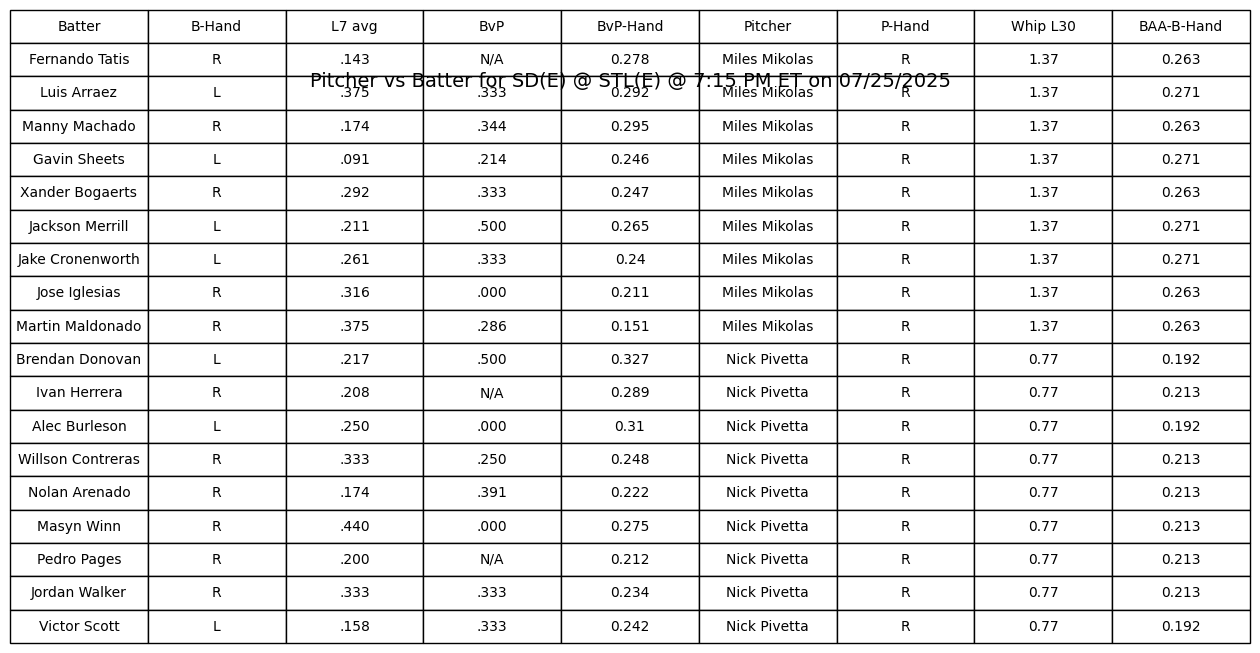 Batter B-Hand L7 avg BvP BvP-Hand Pitcher P-Hand Whip L30 BAA-B-Hand
Fernando Tatis R .143 N/A 0.278 Miles Mikolas R 1.37 0.263
Pitcher vs Batter for SD(E) @ STL(E) @ 7:15 PM ET on 07/25/2025
Luis Arraez L .375 .333 0.292 Miles Mikolas R 1.37 0.271
Manny Machado R .174 .344 0.295 Miles Mikolas R 1.37 0.263
Gavin Sheets L .091 .214 0.246 Miles Mikolas R 1.37 0.271
Xander Bogaerts R .292 .333 0.247 Miles Mikolas R 1.37 0.263
Jackson Merrill L .211 .500 0.265 Miles Mikolas R 1.37 0.271
Jake Cronenworth L .261 .333 0.24 Miles Mikolas R 1.37 0.271
Jose Iglesias R .316 .000 0.211 Miles Mikolas R 1.37 0.263
Martin Maldonado R .375 .286 0.151 Miles Mikolas R 1.37 0.263
Brendan Donovan L .217 .500 0.327 Nick Pivetta R 0.77 0.192
Ivan Herrera R .208 N/A 0.289 Nick Pivetta R 0.77 0.213
Alec Burleson L .250 .000 0.31 Nick Pivetta R 0.77 0.192
Willson Contreras R .333 .250 0.248 Nick Pivetta R 0.77 0.213
Nolan Arenado R .174 .391 0.222 Nick Pivetta R 0.77 0.213
Masyn Winn R .440 .000 0.275 Nick Pivetta R 0.77 0.213
Pedro Pages R .200 N/A 0.212 Nick Pivetta R 0.77 0.213
Jordan Walker R .333 .333 0.234 Nick Pivetta R 0.77 0.213
Victor Scott L .158 .333 0.242 Nick Pivetta R 0.77 0.192